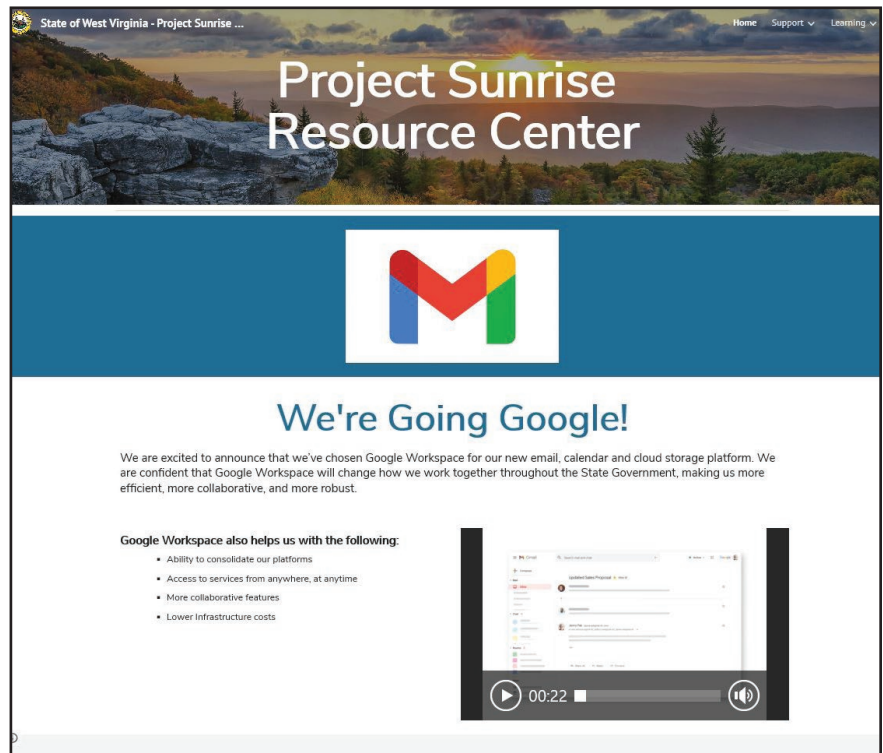 State of West Virginia - Project Sunrise ...
Home Support Learning
Project Sunrise
Resource Center
We're Going Google!
We are excited to announce that we've chosen Google Workspace for our new email, calendar and cloud storage platform. We
are confident that Google Workspace will change how we work together throughout the State Government, making us more
efficient, more collaborative, and more robust.
Google Workspace also helps us with the following:
▪ Ability to consolidate our platforms
▪ Access to services from anywhere, at anytime
▪ More collaborative features
▪ Lower Infrastructure costs
Gmail
Updated Sales Proposal
00:22